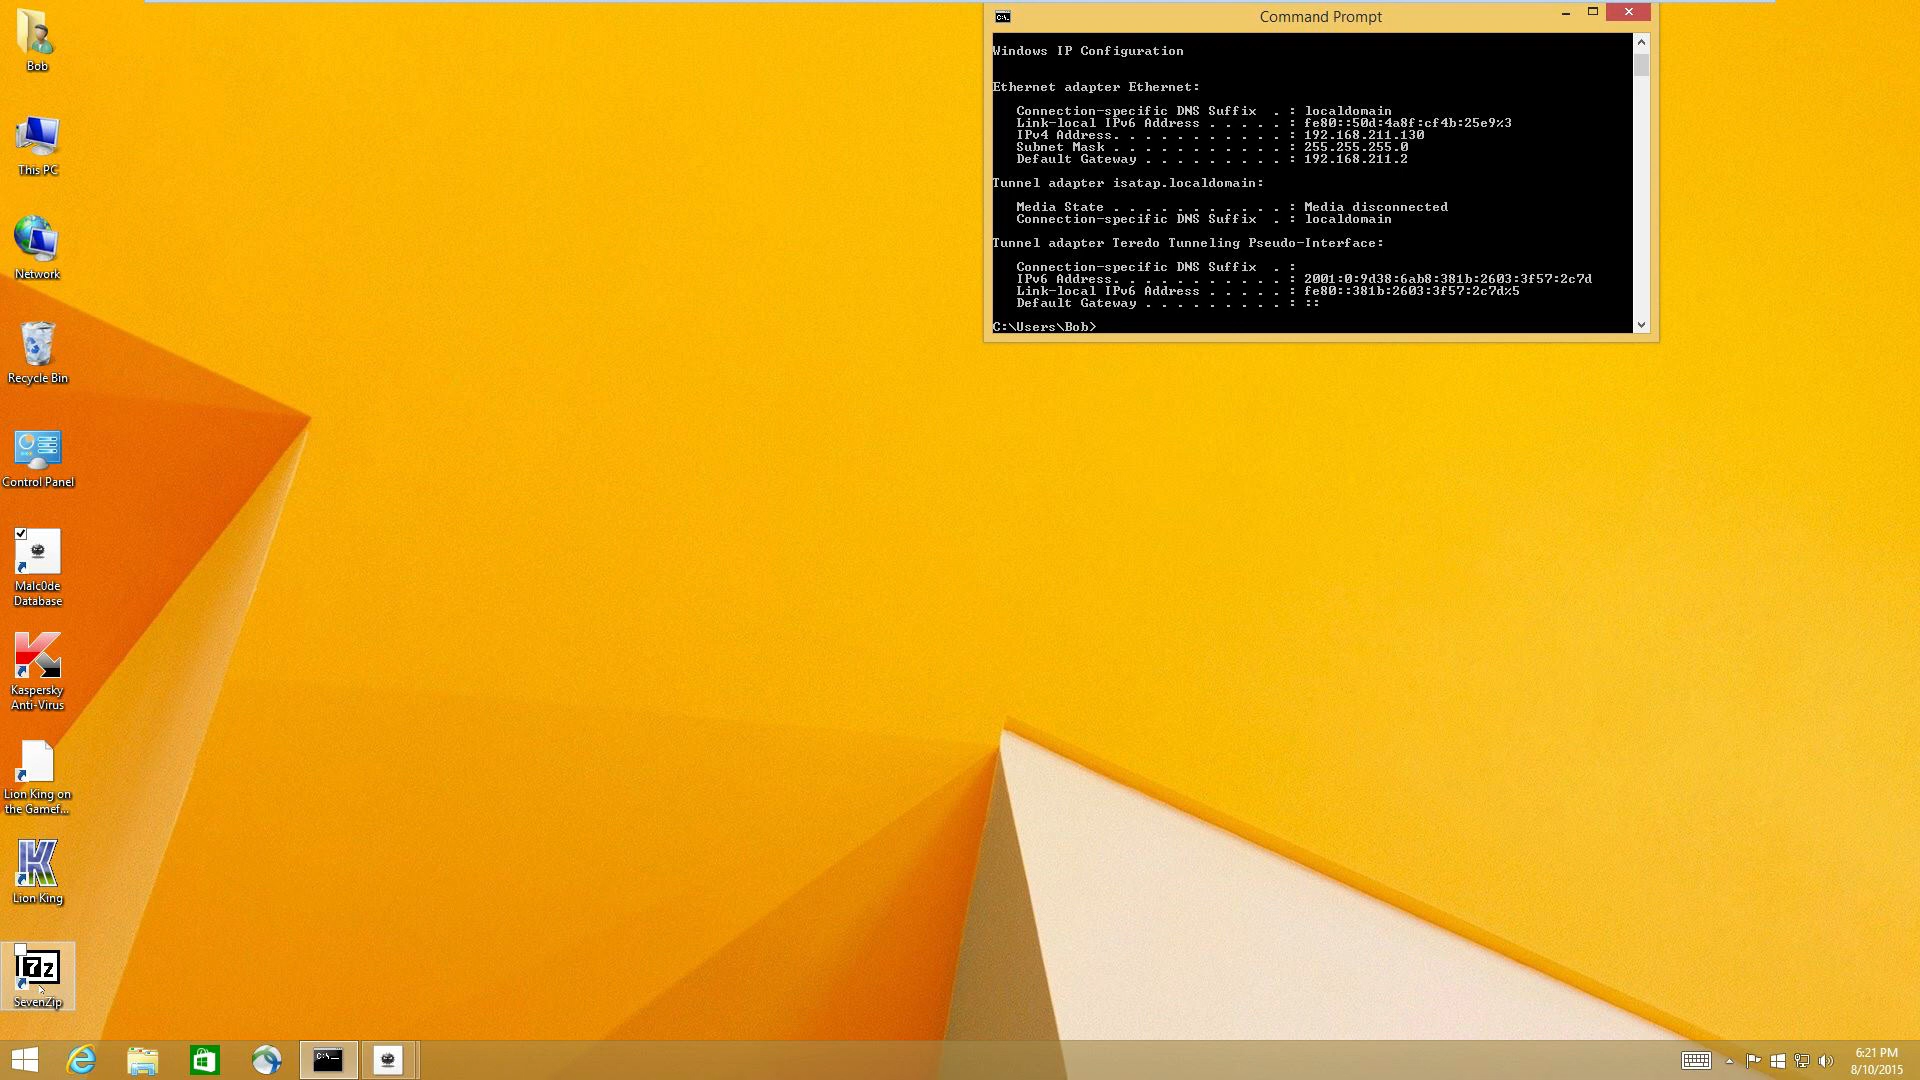 Bob
This PC
Network
Recycle Bin
Control Panel
Malc0de
Database
Kaspersky
Anti-Virus
Lion King on
the Gamef...
Lion King
7z
SevenZip
C:\.
Command Prompt
Windows IP Configuration
Ethernet adapter Ethernet:
Connection-specific DNS Suffix  . : localdomain
Link-local IPv6 Address . . . . . : fe80::50d:4a8f:cf4b:25e9%3
IPv4 Address. . . . . . . . . . . : 192.168.211.130
Subnet Mask . . . . . . . . . . . : 255.255.255.0
Default Gateway . . . . . . . . . : 192.168.211.2
Tunnel adapter isatap.localdomain:
Media State . . . . . . . . . . . : Media disconnected
Connection-specific DNS Suffix  . : localdomain
Tunnel adapter Teredo Tunneling Pseudo-Interface:
Connection-specific DNS Suffix  . :
IPv6 Address. . . . . . . . . . . : 2001:0:9d38:6ab8:381b:2603:3f57:2c7d
Link-local IPv6 Address . . . . . : fe80::381b:2603:3f57:2c7d%5
Default Gateway . . . . . . . . . : ::
C:\Users\Bob>
C:\
6:21 PM
8/10/2015